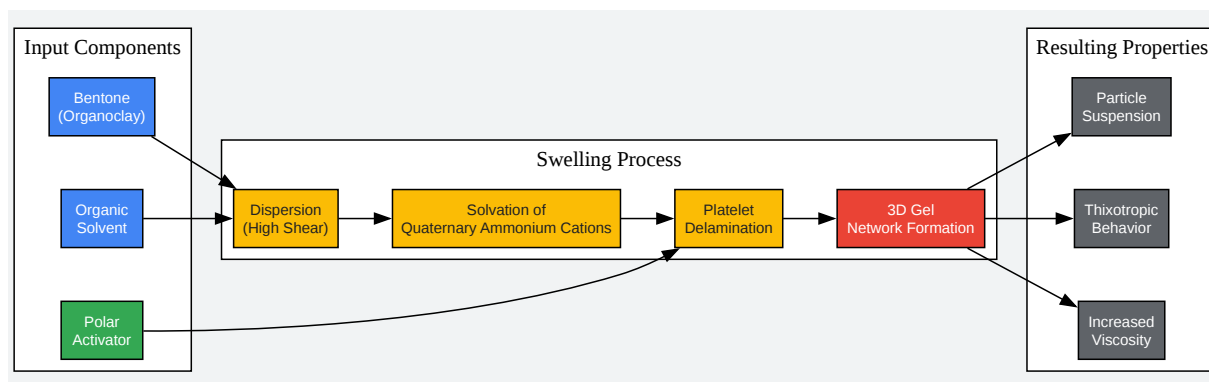 Input Components
Bentone
(Organoclay)
Organic
Solvent
Polar
Activator
Swelling Process
Dispersion
(High Shear)
Solvation of
Quaternary Ammonium Cations
Platelet
Delamination
3D Gel
Network Formation
Resulting Properties
Particle
Suspension
Thixotropic
Behavior
Increased
Viscosity